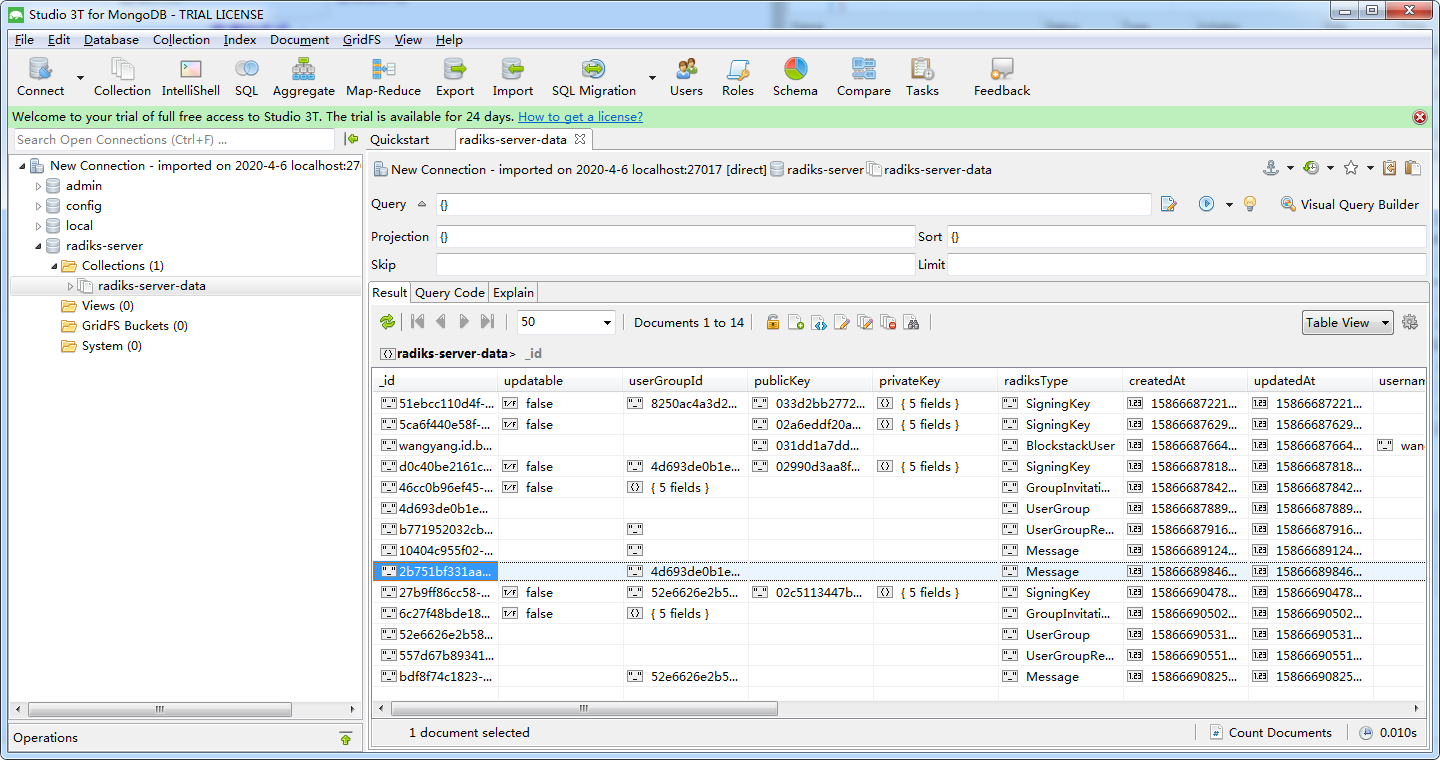 Studio 3T for MongoDB - TRIAL LICENSE
File Edit Database Collection Index Document GridFS View Help
Connect Collection IntelliShell SQL Aggregate Map-Reduce Export Import SQL Migration Users Roles Schema Compare Tasks Feedback
Welcome to your trial of full free access to Studio 3T. The trial is available for 24 days. How to get a license?
Search Open Connections (Ctrl+F) ...
New Connection - imported on 2020-4-6 localhost:27
admin
config
local
radiks-server
Collections (1)
radiks-server-data
Views (0)
GridFS Buckets (0)
System (0)
Operations
Quickstart radiks-server-data
New Connection - imported on 2020-4-6 localhost:27017 [direct] radiks-server radiks-server-data
Query {} Visual Query Builder
Projection {} Sort {}
Skip Limit
Result Query Code Explain
50 Documents 1 to 14 Table View
radiks-server-data> _id
_id updatable userGroupId publicKey privateKey radiksType createdAt updatedAt usernam
51ebcc110d4f-... false 8250ac4a3d2... 033d2bb2772... { 5 fields } SigningKey 15866687221... 15866687221...
5ca6f440e58f-... false 02a6eddf20a... { 5 fields } SigningKey 15866687629... 15866687629...
wangyang.id.b... 031dd1a7dd... BlockstackUser 15866687664... 15866687664... wan
d0c40be2161c... false 4d693de0b1e... 02990d3aa8f... { 5 fields } SigningKey 15866687818... 15866687818...
46cc0b96ef45-... false { 5 fields } GroupInvitati... 15866687842... 15866687842...
4d693de0b1e... UserGroup 15866687889... 15866687889...
b771952032cb... UserGroupRe... 15866687916... 15866687916...
10404c955f02-... Message 15866689124... 15866689124...
2b751bf331aa... 4d693de0b1e... Message 15866689846... 15866689846...
27b9ff86cc58-... false 52e6626e2b5... 02c5113447b... { 5 fields } SigningKey 15866690478... 15866690478...
6c27f48bde18... false { 5 fields } GroupInvitati... 15866690502... 15866690502...
52e6626e2b58... UserGroup 15866690531... 15866690531...
557d67b89341... UserGroupRe... 15866690551... 15866690551...
bdf8f74c1823-... 52e6626e2b5... Message 15866690825... 15866690825...
1 document selected Count Documents 0.010s